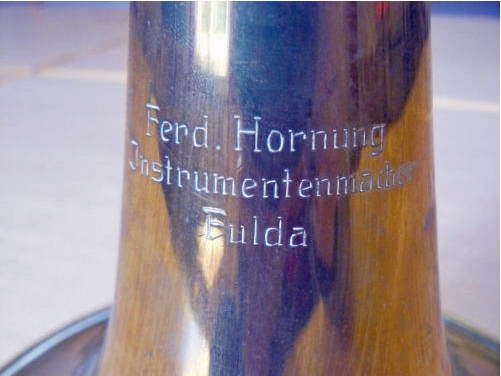 Ferd. Hornung
Instrumentenmacher
Fulda